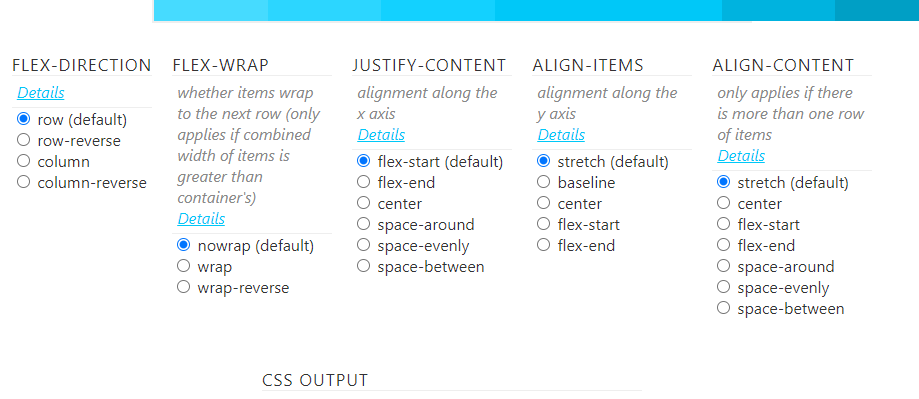 FLEX-DIRECTION
Details
row (default)
row-reverse
column
column-reverse
FLEX-WRAP
whether items wrap
to the next row (only
applies if combined
width of items is
greater than
container's)
Details
nowrap (default)
wrap
wrap-reverse
JUSTIFY-CONTENT
alignment along the
x axis
Details
flex-start (default)
flex-end
center
space-around
space-evenly
space-between
ALIGN-ITEMS
alignment along the
y axis
Details
stretch (default)
baseline
center
flex-start
flex-end
ALIGN-CONTENT
only applies if there
is more than one row
of items
Details
stretch (default)
center
flex-start
flex-end
space-around
space-evenly
space-between
CSS OUTPUT